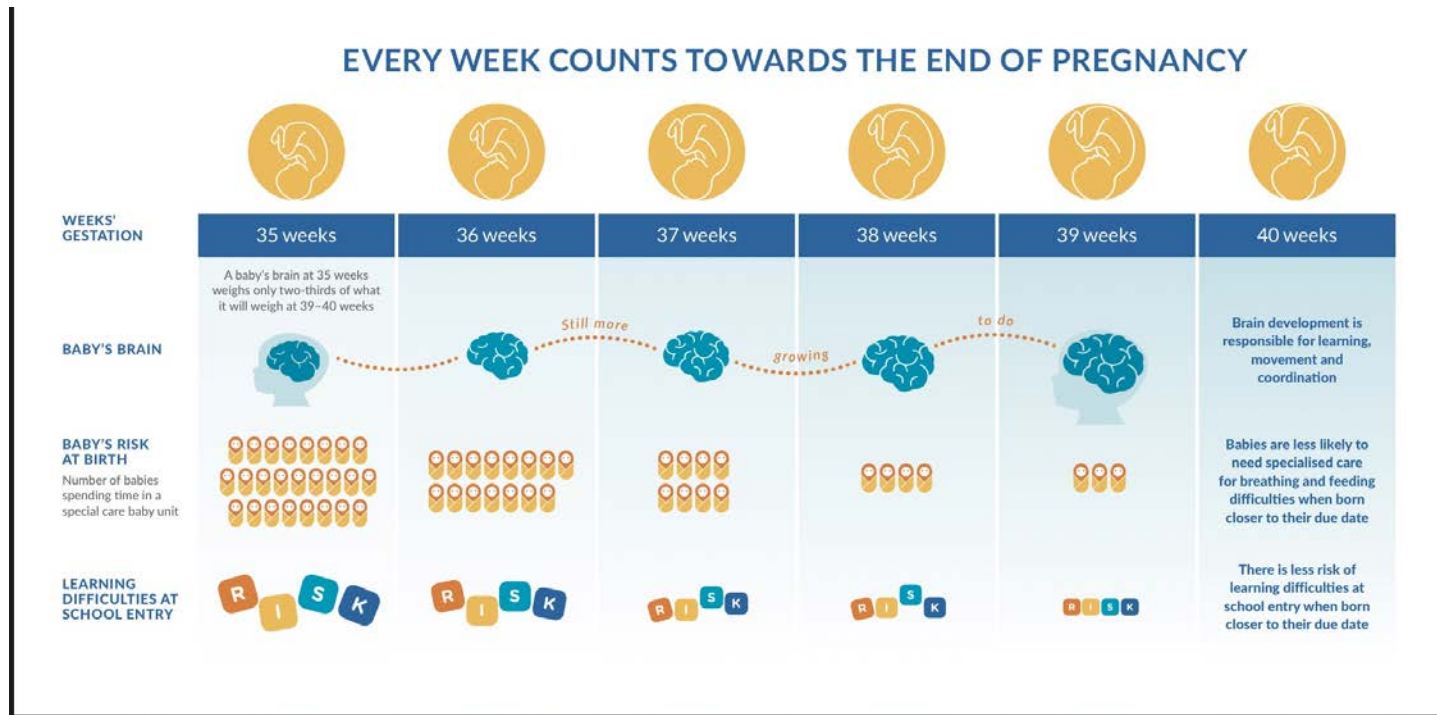 EVERY WEEK COUNTS TOWARDS THE END OF PREGNANCY
WEEKS'
GESTATION
35 weeks
36 weeks
37 weeks
38 weeks
39 weeks
40 weeks
BABY'S BRAIN
A baby's brain at 35 weeks
weighs only two-thirds of what
it will weigh at 39–40 weeks
Still more
growing
to do
Brain development is
responsible for learning,
movement and
coordination
BABY'S RISK
AT BIRTH
Number of babies
spending time in a
special care baby unit
Babies are less likely to
need specialised care
for breathing and feeding
difficulties when born
closer to their due date
LEARNING
DIFFICULTIES AT
SCHOOL ENTRY
RISK
RISK
RISK
RISK
RISK
There is less risk of
learning difficulties at
school entry when born
closer to their due date